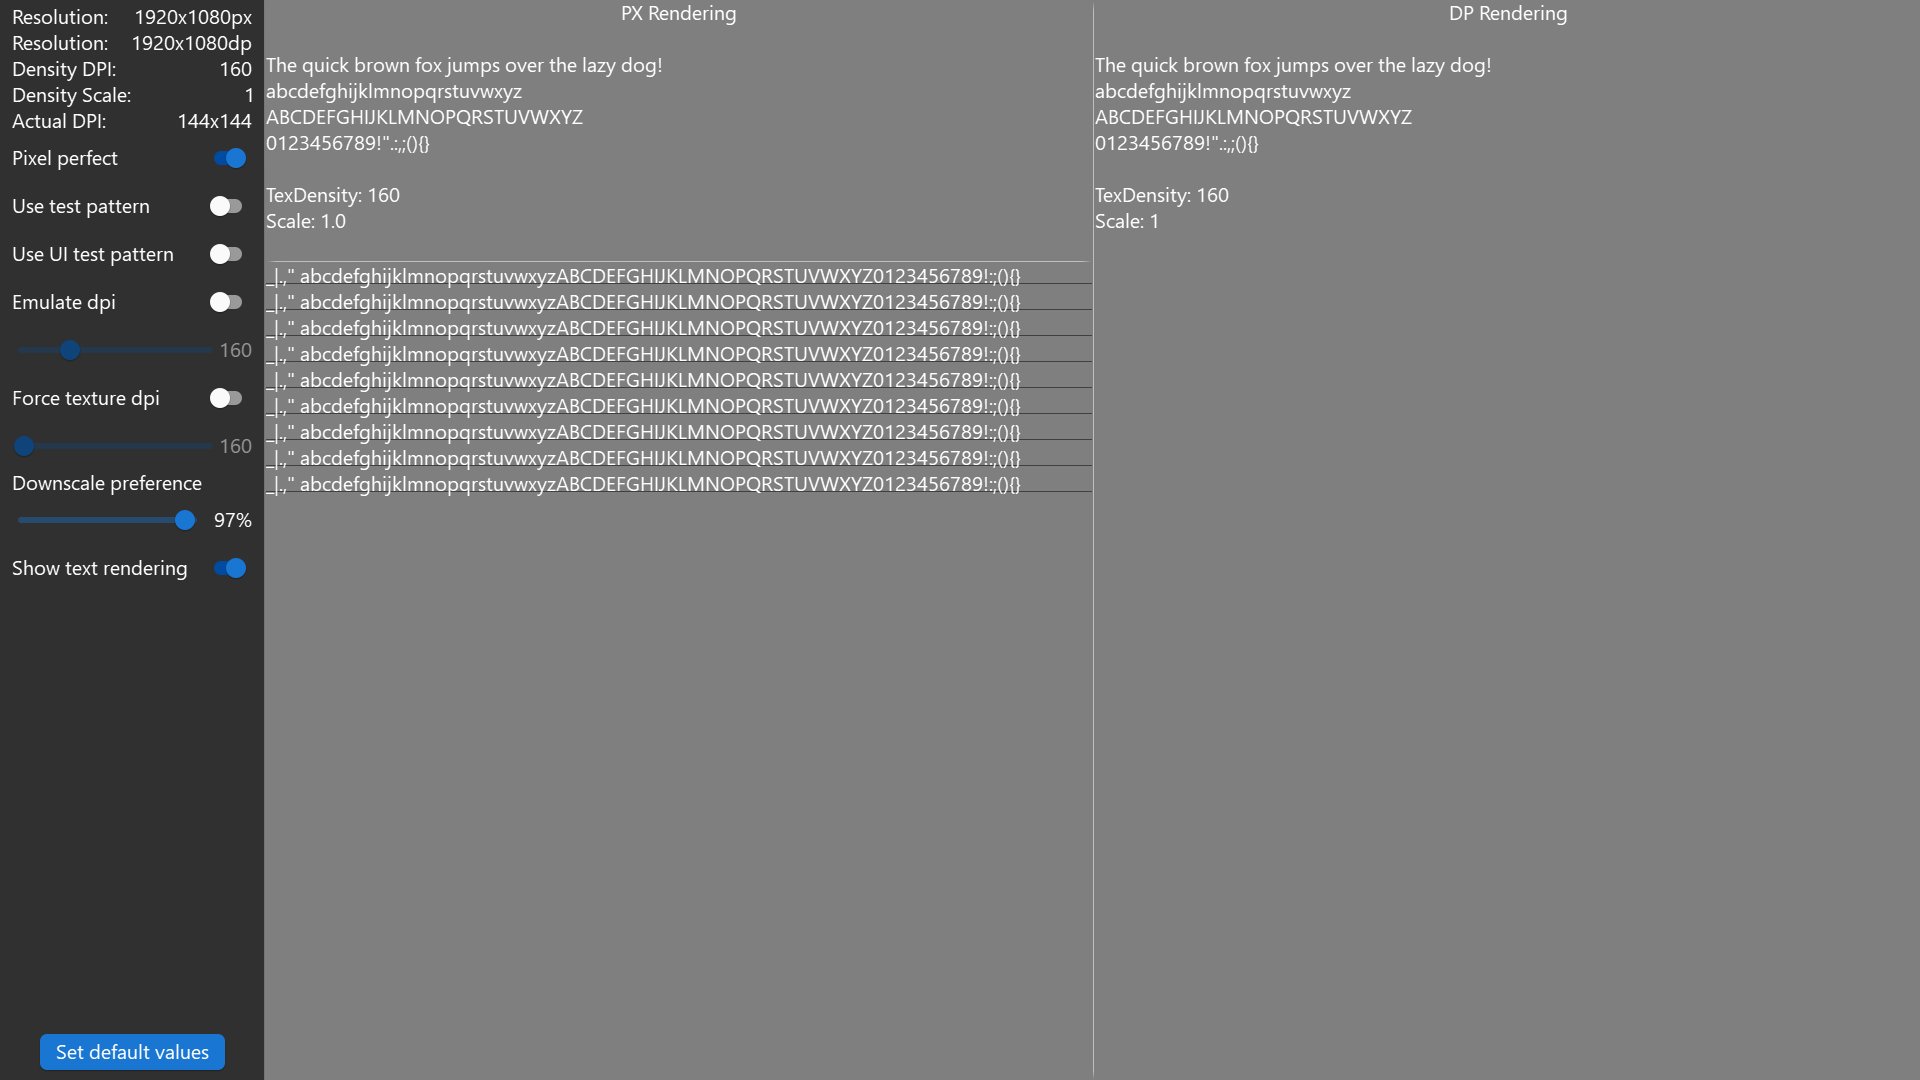 Resolution: 1920x1080px
Resolution: 1920x1080dp
Density DPI: 160
Density Scale: 1
Actual DPI: 144x144
Pixel perfect
Use test pattern
Use UI test pattern
Emulate dpi
160
Force texture dpi
160
Downscale preference
97%
Show text rendering
Set default values
PX Rendering
The quick brown fox jumps over the lazy dog!
abcdefghijklmnopqrstuvwxyz
ABCDEFGHIJKLMNOPQRSTUVWXYZ
0123456789!".:,;(){}
TexDensity: 160
Scale: 1.0
_|.," abcdefghijklmnopqrstuvwxyzABCDEFGHIJKLMNOPQRSTUVWXYZ0123456789!:;(){}
_|.," abcdefghijklmnopqrstuvwxyzABCDEFGHIJKLMNOPQRSTUVWXYZ0123456789!:;(){}
_|.," abcdefghijklmnopqrstuvwxyzABCDEFGHIJKLMNOPQRSTUVWXYZ0123456789!:;(){}
_|.," abcdefghijklmnopqrstuvwxyzABCDEFGHIJKLMNOPQRSTUVWXYZ0123456789!:;(){}
_|.," abcdefghijklmnopqrstuvwxyzABCDEFGHIJKLMNOPQRSTUVWXYZ0123456789!:;(){}
_|.," abcdefghijklmnopqrstuvwxyzABCDEFGHIJKLMNOPQRSTUVWXYZ0123456789!:;(){}
_|.," abcdefghijklmnopqrstuvwxyzABCDEFGHIJKLMNOPQRSTUVWXYZ0123456789!:;(){}
_|.," abcdefghijklmnopqrstuvwxyzABCDEFGHIJKLMNOPQRSTUVWXYZ0123456789!:;(){}
_|.," abcdefghijklmnopqrstuvwxyzABCDEFGHIJKLMNOPQRSTUVWXYZ0123456789!:;(){}
DP Rendering
The quick brown fox jumps over the lazy dog!
abcdefghijklmnopqrstuvwxyz
ABCDEFGHIJKLMNOPQRSTUVWXYZ
0123456789!".:,;(){}
TexDensity: 160
Scale: 1